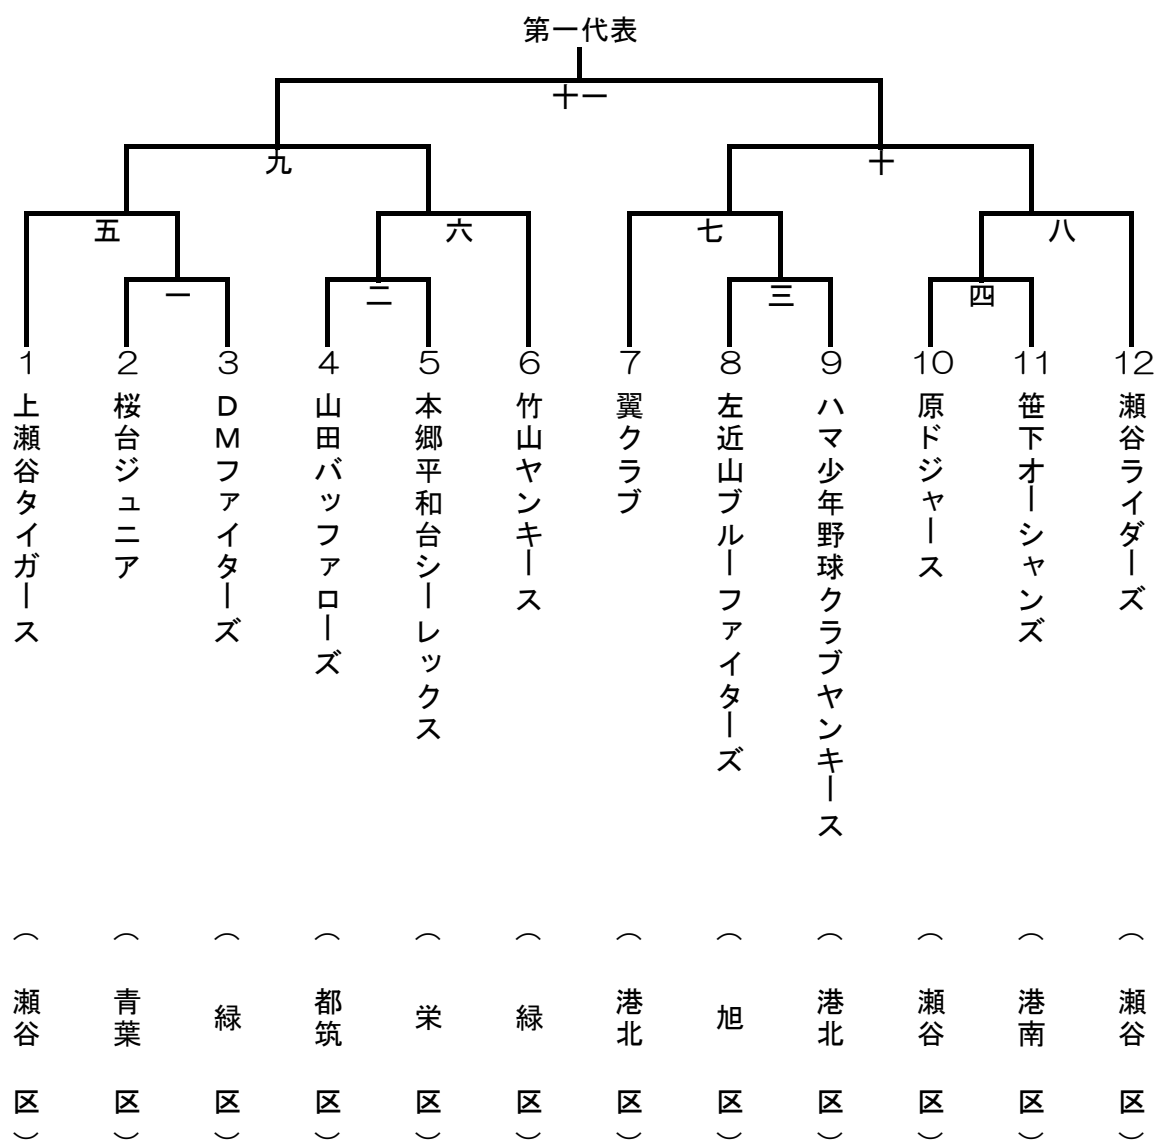 第一代表
十一
九
十
五
六
七
八
一
二
三
四
1
2
3
4
5
6
7
8
9
10
11
12
上瀬谷タイガース
桜台ジュニア
DMファイターズ
山田バッファローズ
本郷平和台シーレックス
竹山ヤンキース
翼クラブ
左近山ブルーファイターズ
ハマ少年野球クラブヤンキース
原ドジャース
笹下オーシャンズ
瀬谷ライダーズ
（瀬谷区）
（青葉区）
（緑区）
（都筑区）
（栄区）
（緑区）
（港北区）
（旭区）
（港北区）
（瀬谷区）
（港南区）
（瀬谷区）